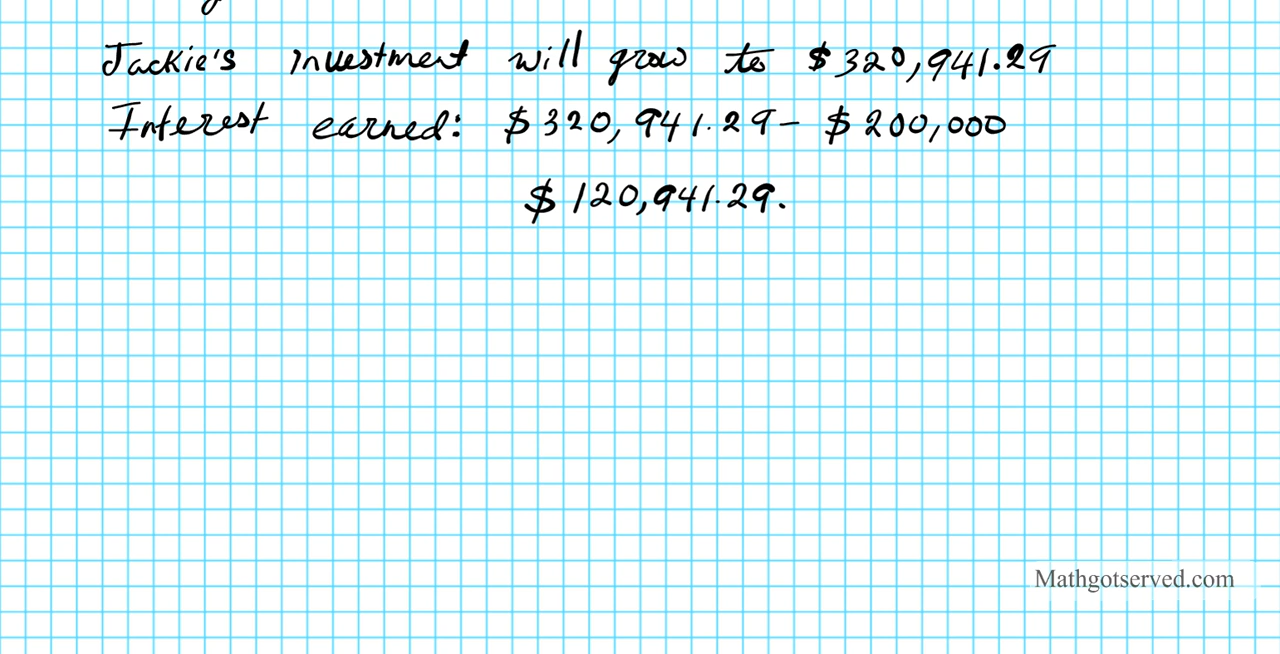 Jackie's investment will grow to $320,941.29
Interest earned: $320,941.29 - $200,000
$120,941.29.
Mathgotserved.com